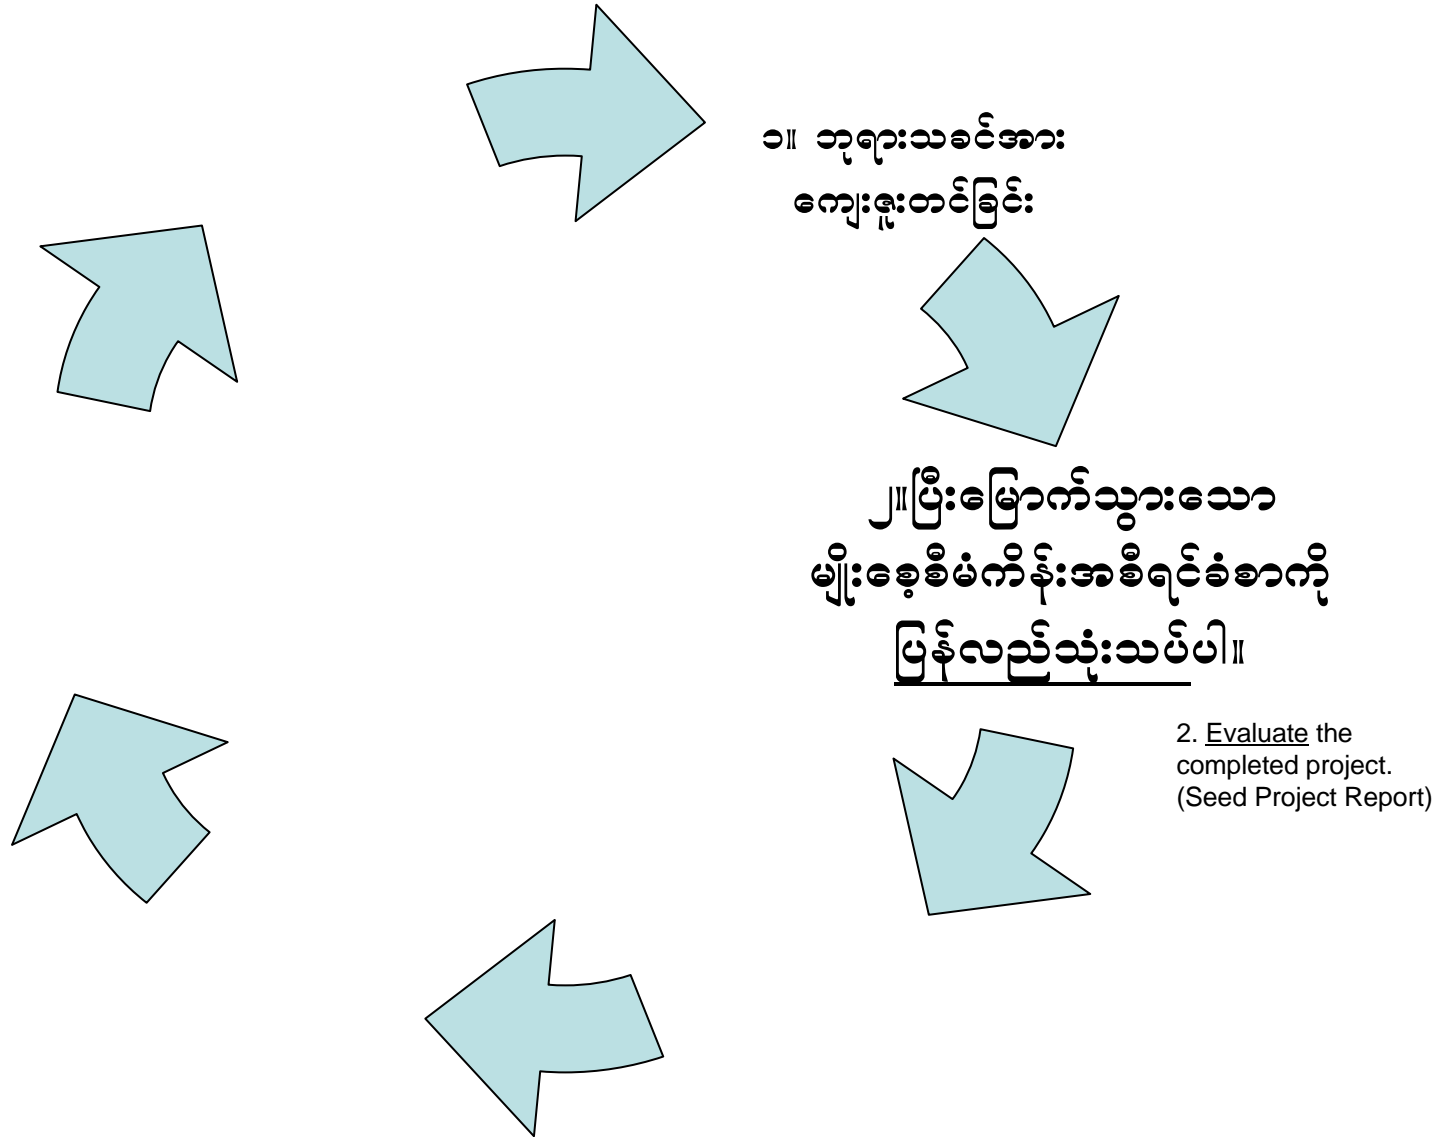 ၁။ ဘုရားသခင်အား
ကျေးဇူးတင်ခြင်း
၂။ပြီးမြောက်သွားသော
မျိုးစေ့စီမံကိန်းအစီရင်ခံစာကို
ပြန်လည်သုံးသပ်ပါ။
2. Evaluate the
completed project.
(Seed Project Report)